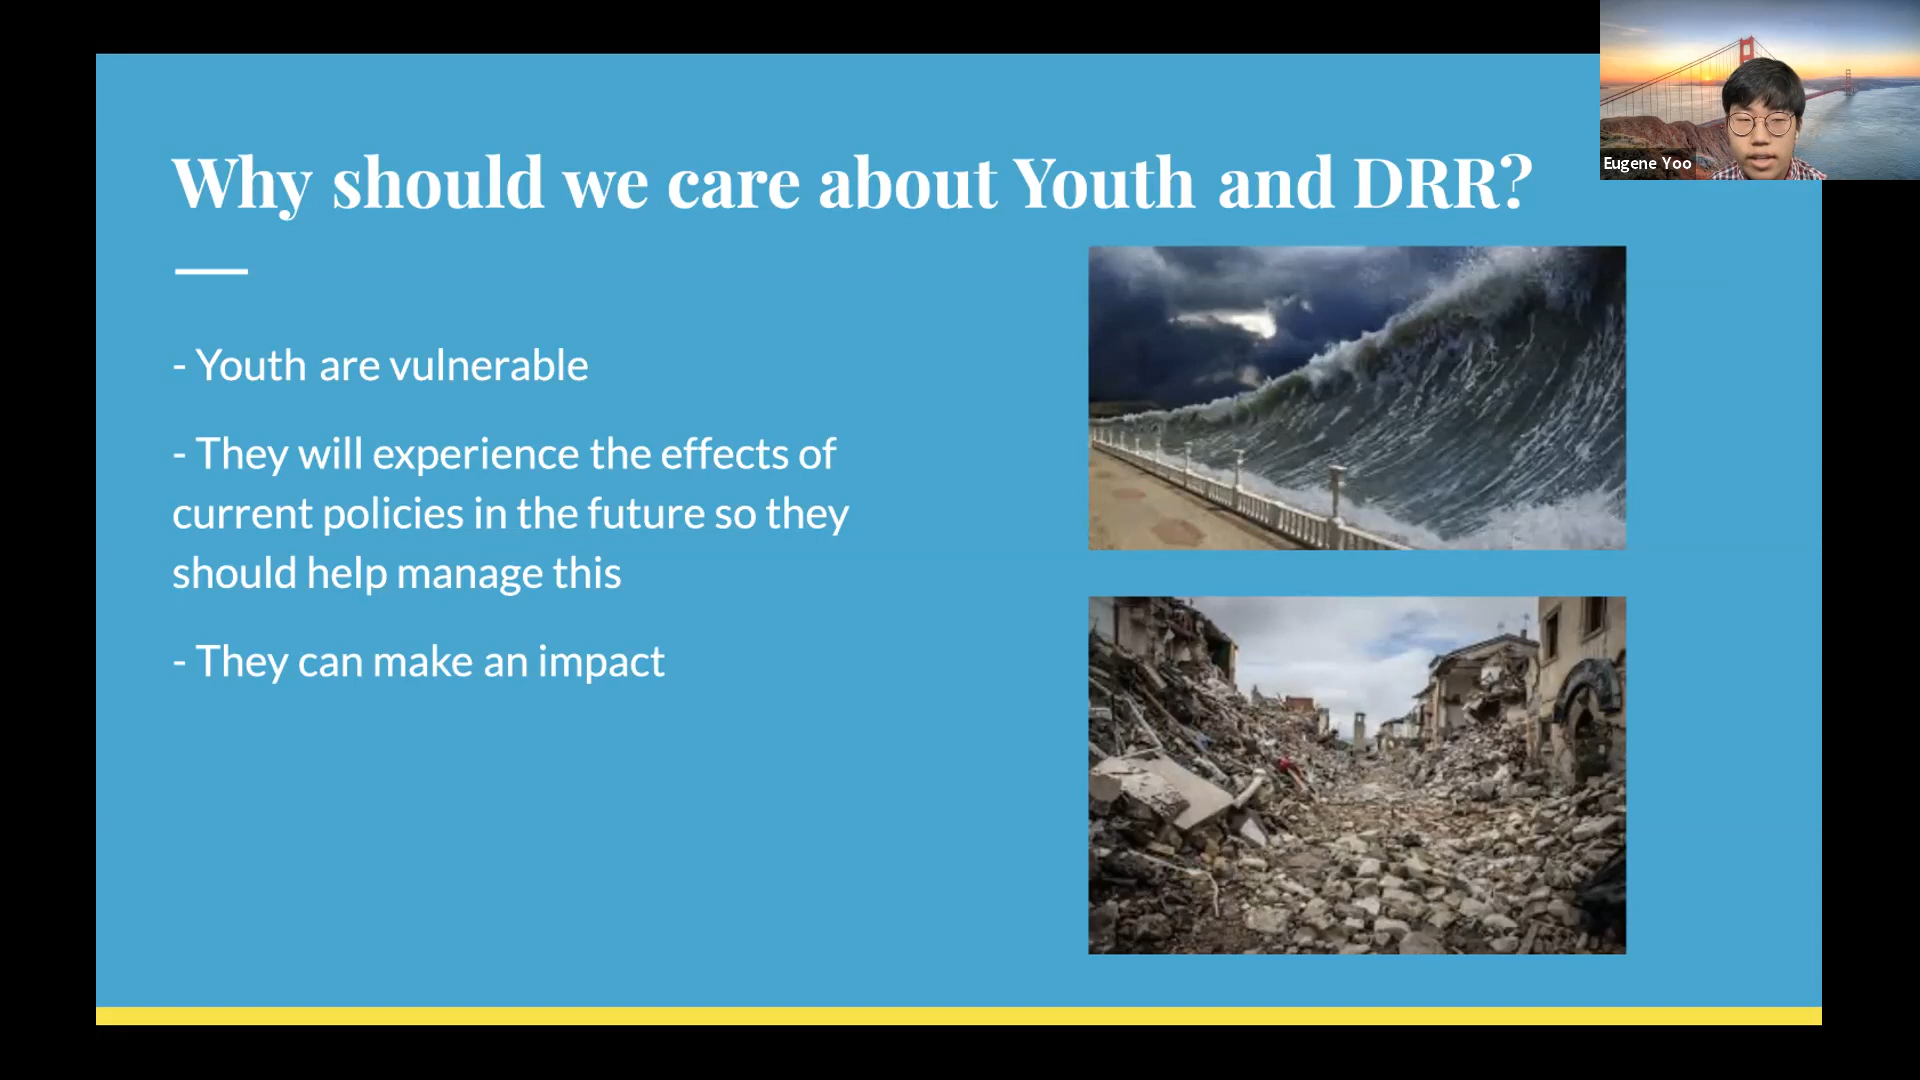 Why should we care about Youth and DRR?
- Youth are vulnerable
- They will experience the effects of
current policies in the future so they
should help manage this
- They can make an impact
Eugene Yoo